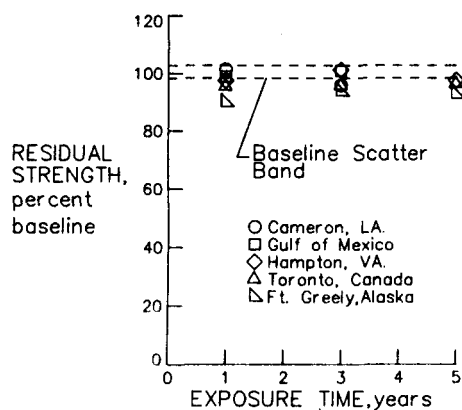 120
100
80
60
40
20
0
RESIDUAL
STRENGTH,
percent
baseline
Baseline Scatter
Band
Cameron, LA.
Gulf of Mexico
Hampton, VA.
Toronto, Canada
Ft. Greely, Alaska
0 1 2 3 4 5
EXPOSURE TIME, years